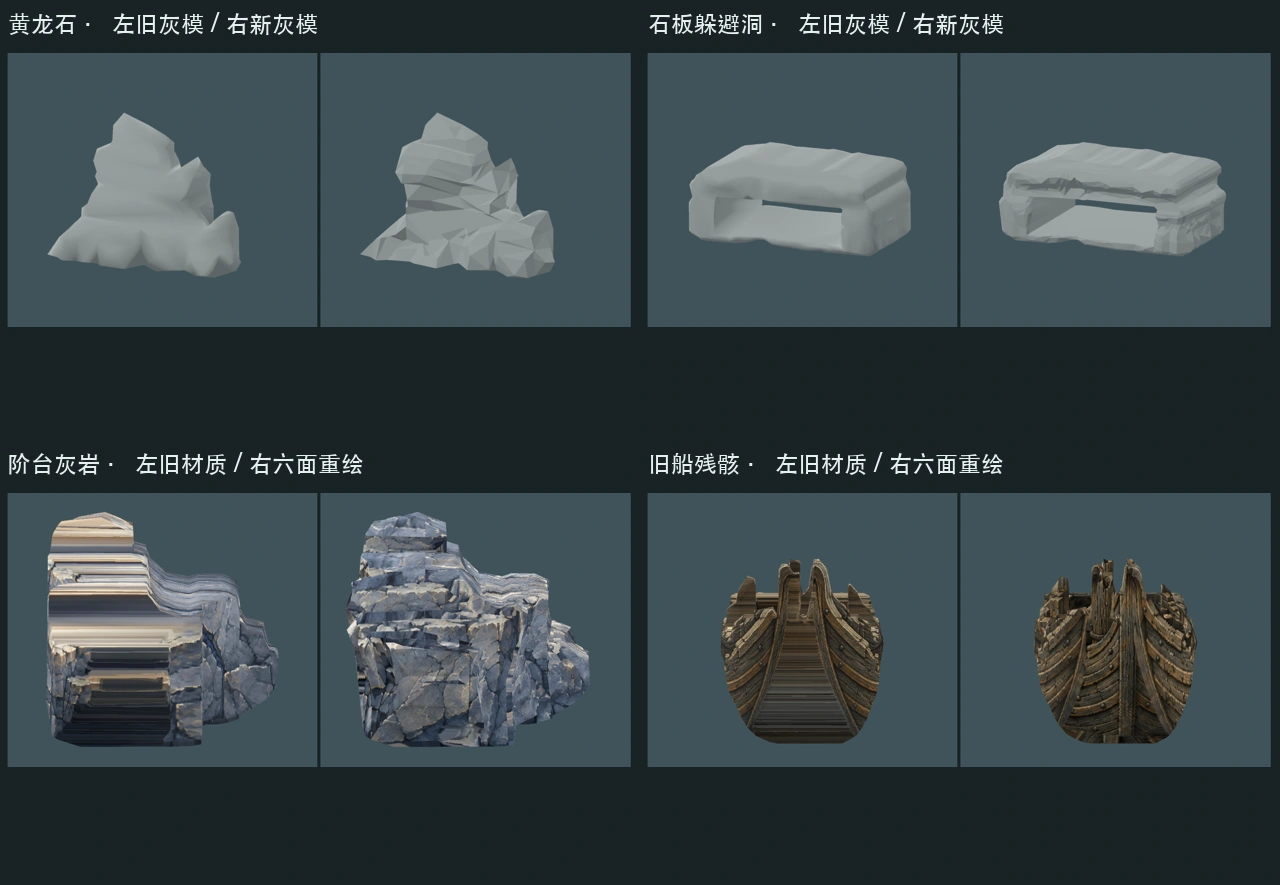 黄龙石 · 左旧灰模 / 右新灰模
石板躲避洞 · 左旧灰模 / 右新灰模
阶台灰岩 · 左旧材质 / 右六面重绘
旧船残骸 · 左旧材质 / 右六面重绘